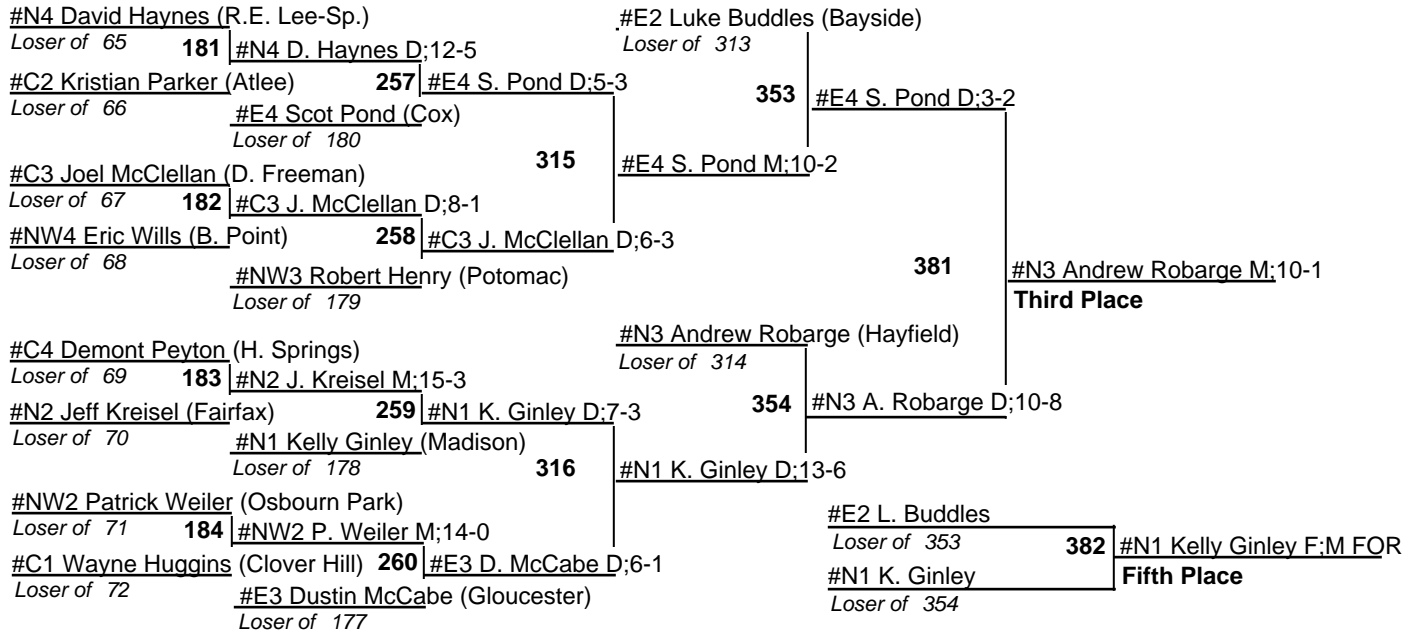 #N4 David Haynes (R.E. Lee-Sp.)
Loser of 65
181
#N4 D. Haynes D;12-5
#C2 Kristian Parker (Atlee)
Loser of 66
257
#E4 S. Pond D;5-3
#E4 Scot Pond (Cox)
Loser of 180
315
#E4 S. Pond M;10-2
#C3 Joel McClellan (D. Freeman)
Loser of 67
182
#C3 J. McClellan D;8-1
#NW4 Eric Wills (B. Point)
Loser of 68
258
#C3 J. McClellan D;6-3
#NW3 Robert Henry (Potomac)
Loser of 179
#E2 Luke Buddles (Bayside)
Loser of 313
353
#E4 S. Pond D;3-2
381
#N3 Andrew Robarge M;10-1
Third Place
#C4 Demont Peyton (H. Springs)
Loser of 69
183
#N2 J. Kreisel M;15-3
#N2 Jeff Kreisel (Fairfax)
Loser of 70
259
#N1 K. Ginley D;7-3
#N1 Kelly Ginley (Madison)
Loser of 178
316
#N1 K. Ginley D;13-6
#NW2 Patrick Weiler (Osbourn Park)
Loser of 71
184
#NW2 P. Weiler M;14-0
#C1 Wayne Huggins (Clover Hill)
Loser of 72
260
#E3 D. McCabe D;6-1
#E3 Dustin McCabe (Gloucester)
Loser of 177
#N3 Andrew Robarge (Hayfield)
Loser of 314
354
#N3 A. Robarge D;10-8
#E2 L. Buddles
Loser of 353
382
#N1 Kelly Ginley F;M FOR
Fifth Place
#N1 K. Ginley
Loser of 354